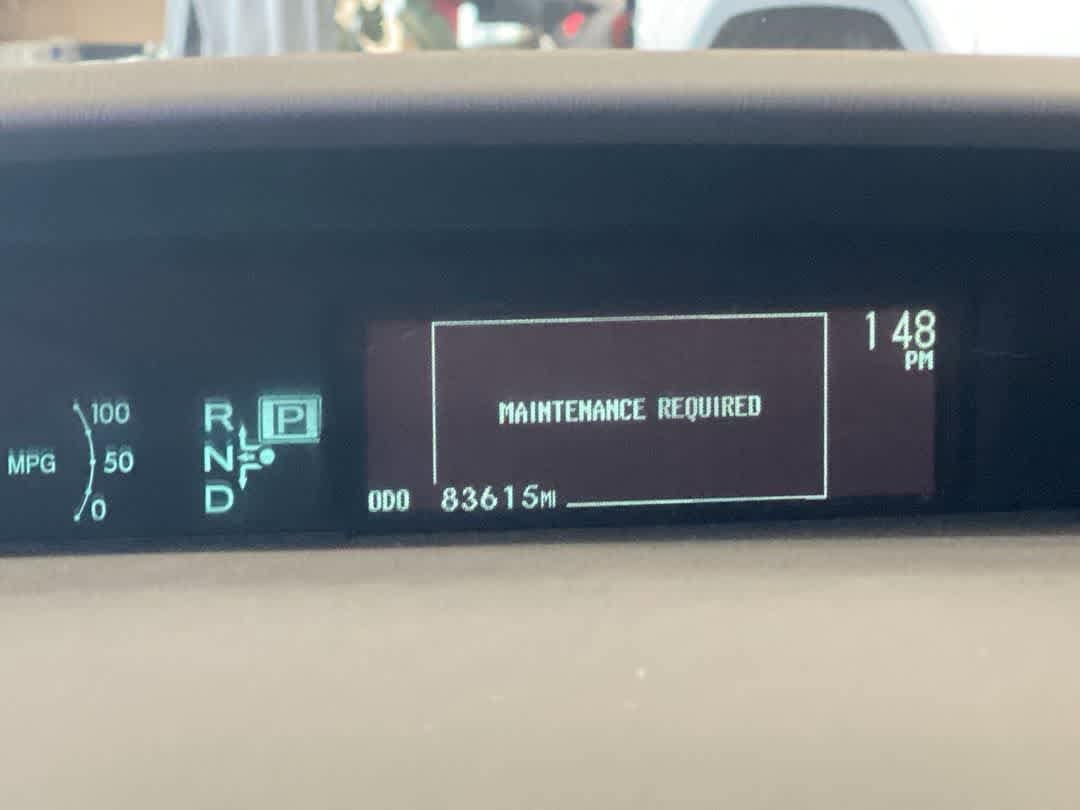 1 48
PM
100
R P
MAINTENANCE REQUIRED
MPG 50
N
0
D
ODO 83615MI